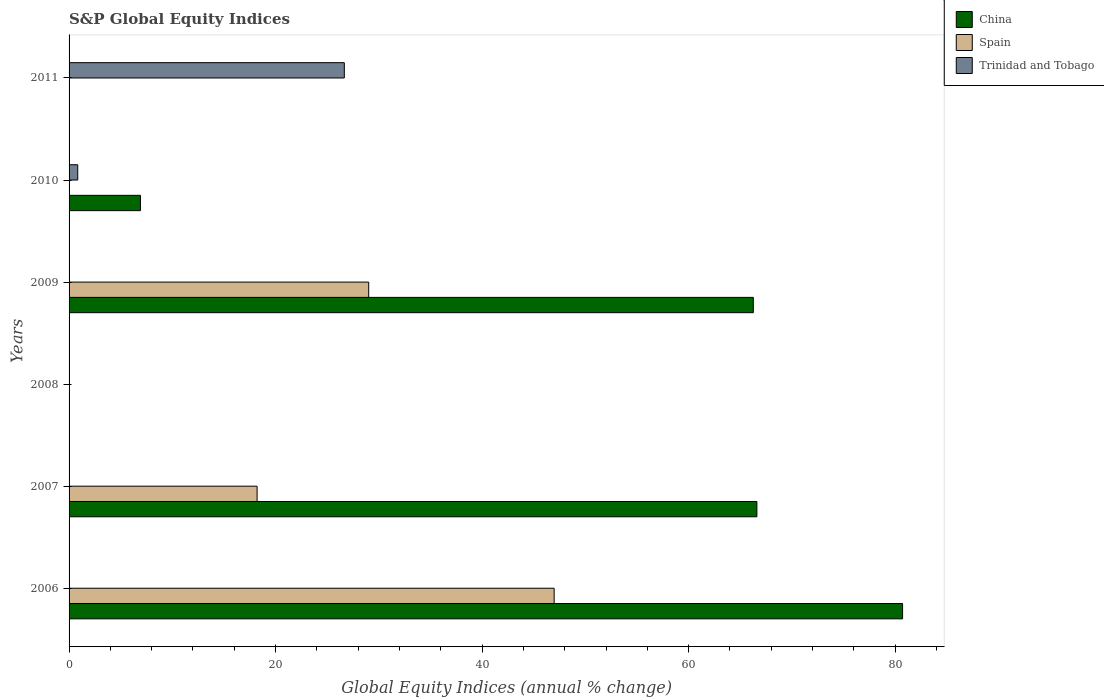 S&P Global Equity Indices
China
Spain
Trinidad and Tobago
2011
2010
2009
2008
2007
2006
Years
0
20
40
60
80
Global Equity Indices (annual % change)